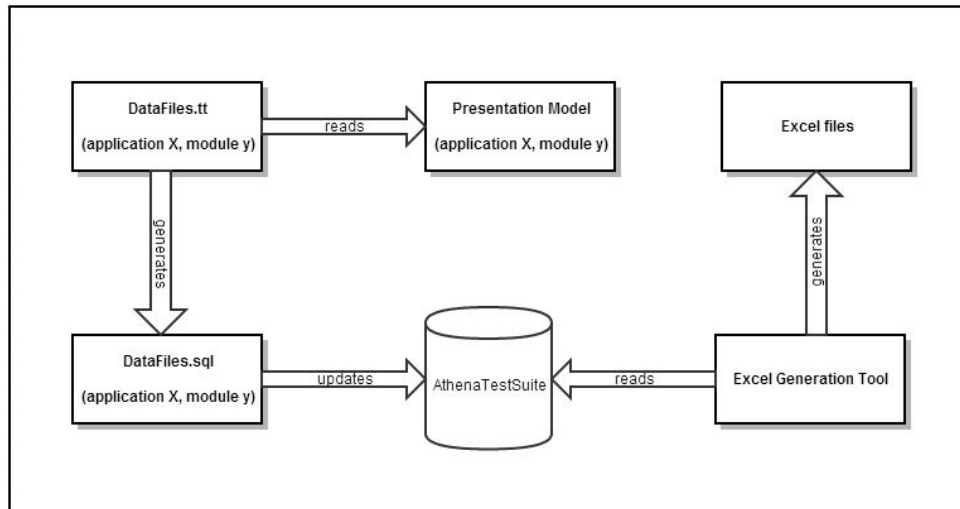 DataFiles.tt
(application X, module y)
reads
Presentation Model
(application X, module y)
Excel files
generates
generates
DataFiles.sql
(application X, module y)
updates
AthenaTestSuite
reads
Excel Generation Tool